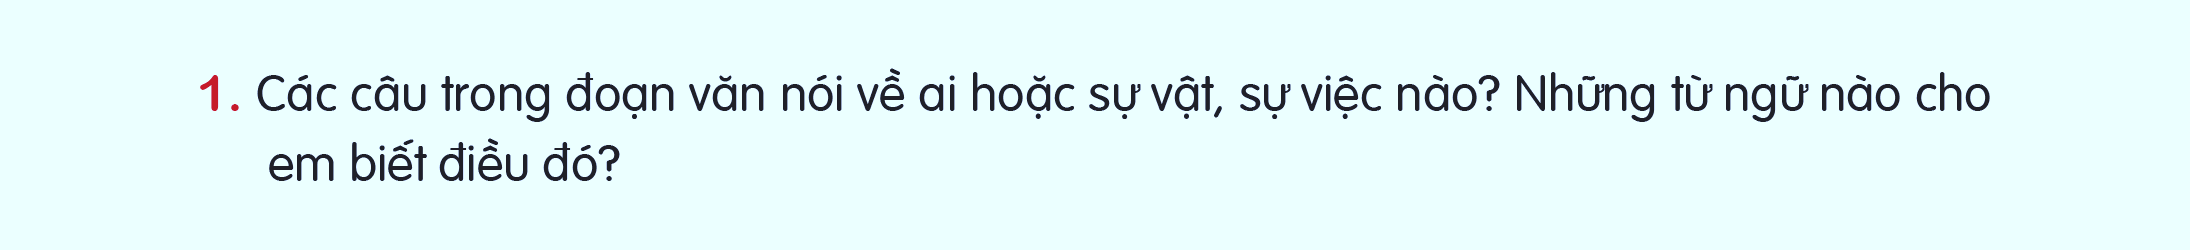 1. Các câu trong đoạn văn nói về ai hoặc sự vật, sự việc nào? Những từ ngữ nào cho
em biết điều đó?